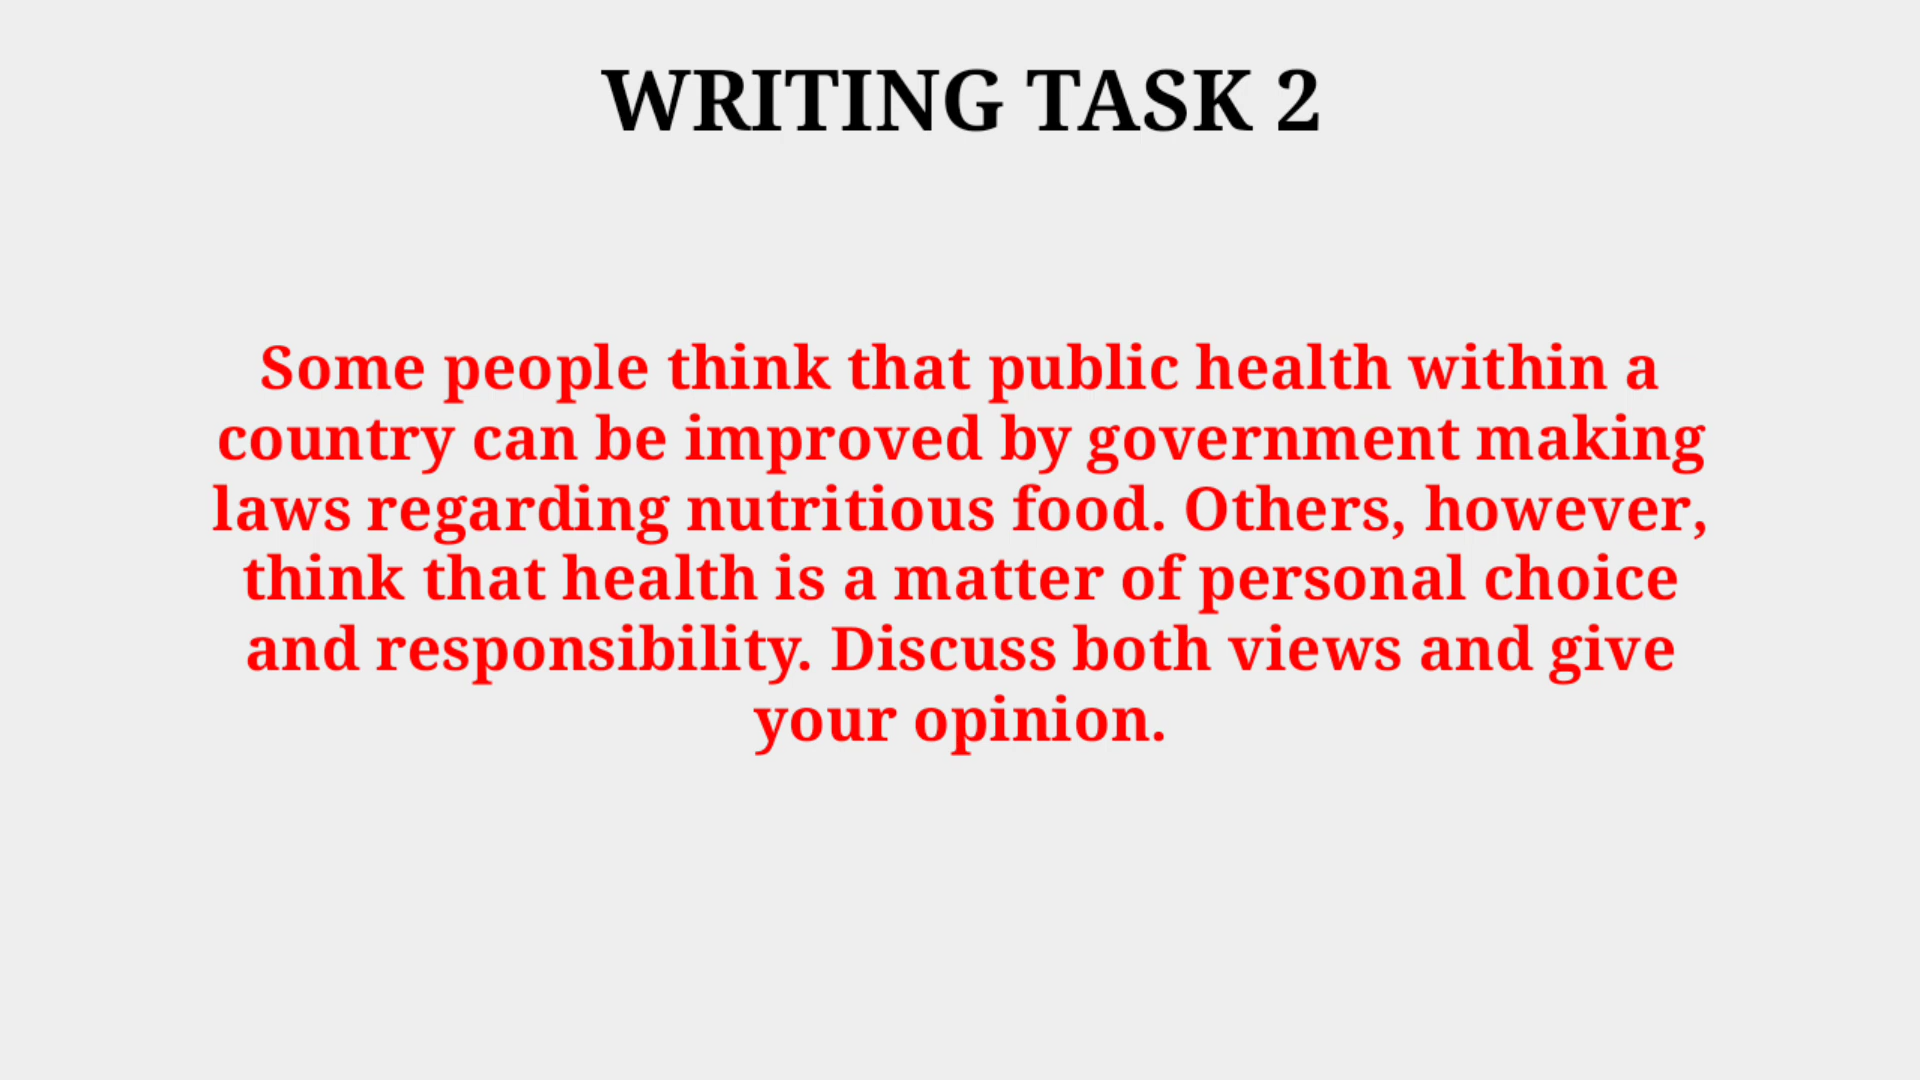 WRITING TASK 2
Some people think that public health within a
country can be improved by government making
laws regarding nutritious food. Others, however,
think that health is a matter of personal choice
and responsibility. Discuss both views and give
your opinion.